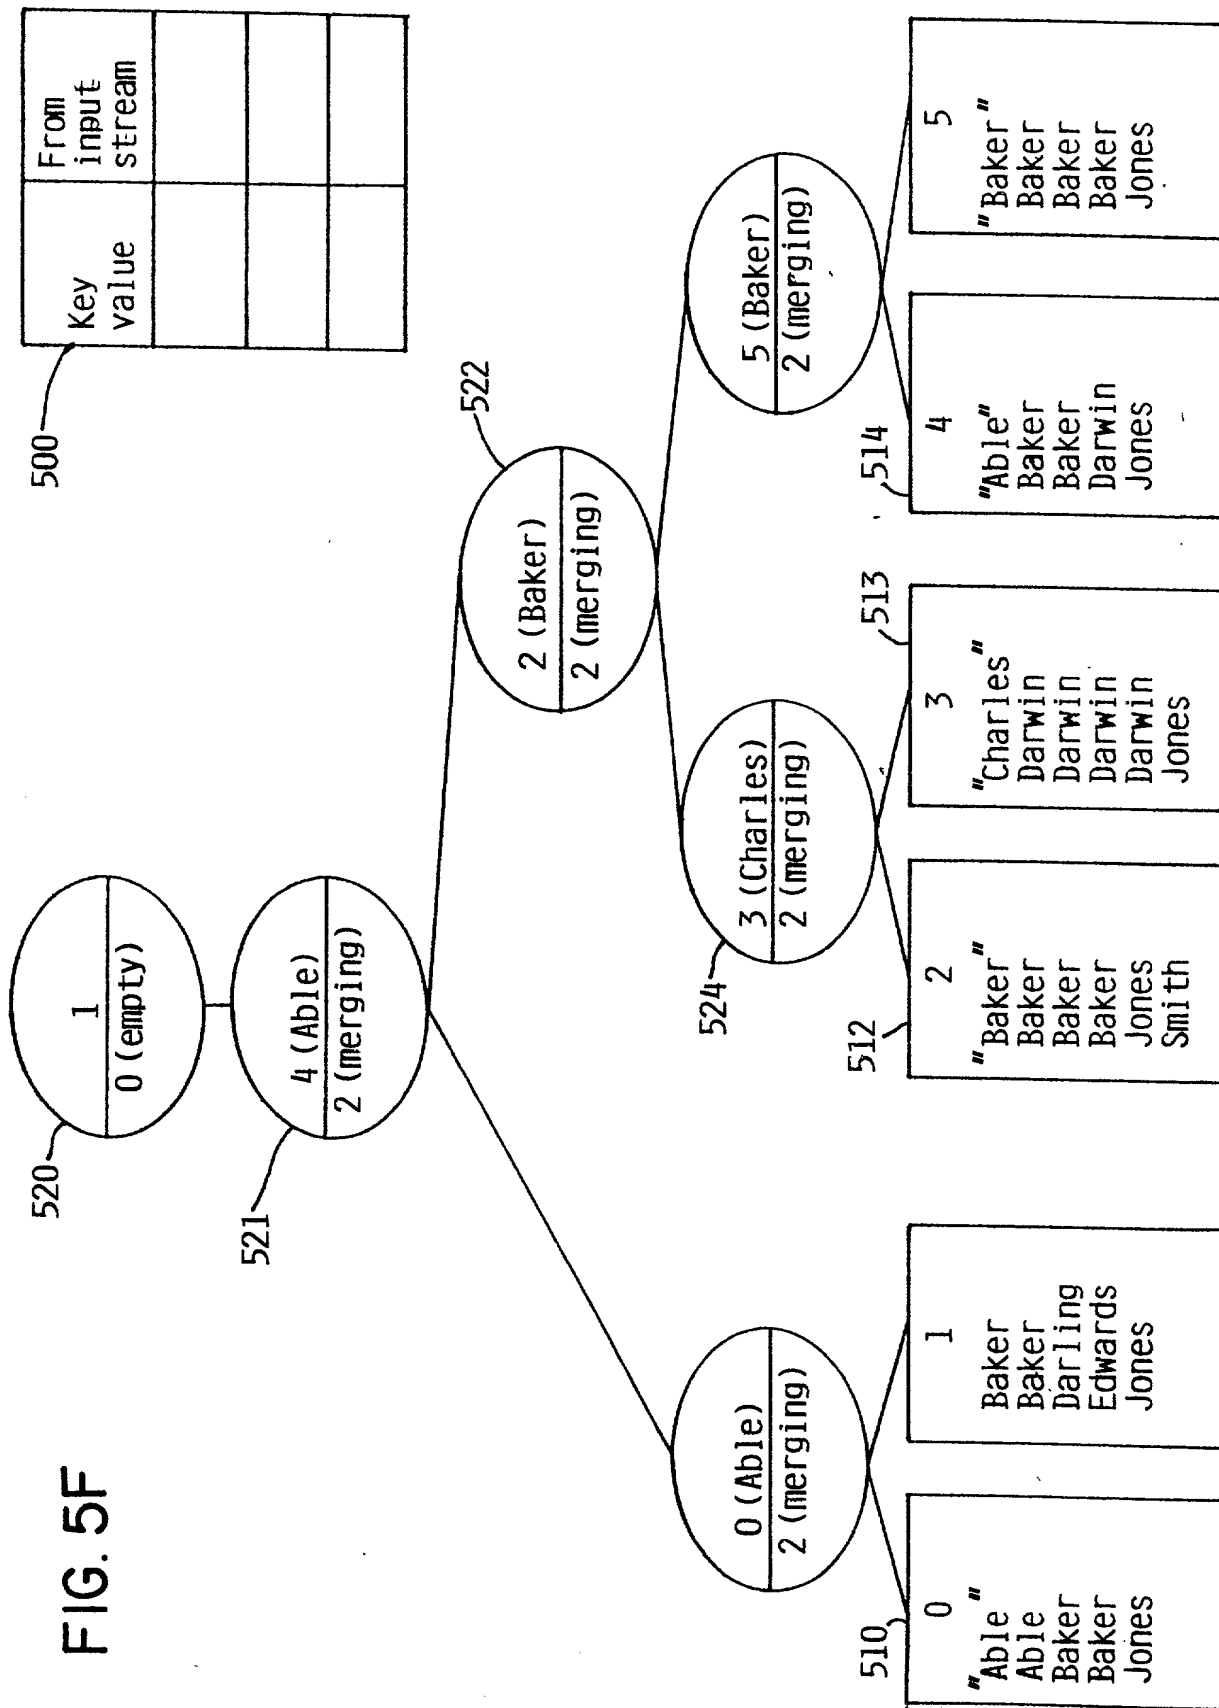 FIG. 5F
500
Key value
From input stream
520
1
0 (empty)
521
4 (Able)
2 (merging)
522
2 (Baker)
2 (merging)
0 (Able)
2 (merging)
524
3 (Charles)
2 (merging)
5 (Baker)
2 (merging)
510
0
"Able"
Able
Baker
Baker
Jones
1
Baker
Baker
Darling
Edwards
Jones
512
2
"Baker"
Baker
Baker
Baker
Jones
Smith
513
3
"Charles"
Darwin
Darwin
Darwin
Darwin
Jones
514
4
"Able"
Baker
Baker
Darwin
Jones
5
"Baker"
Baker
Baker
Baker
Jones